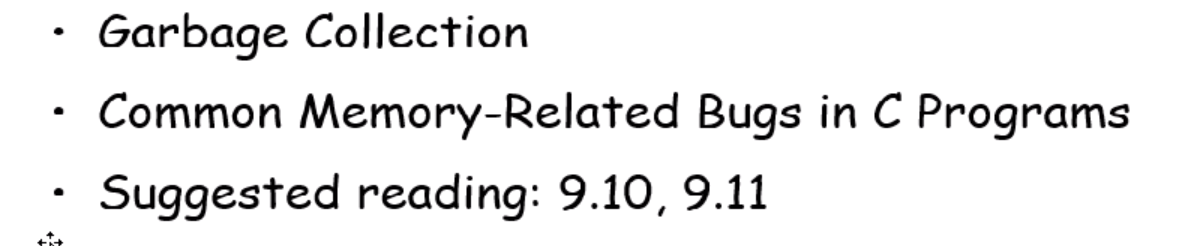 • Garbage Collection
• Common Memory-Related Bugs in C Programs
• Suggested reading: 9.10, 9.11